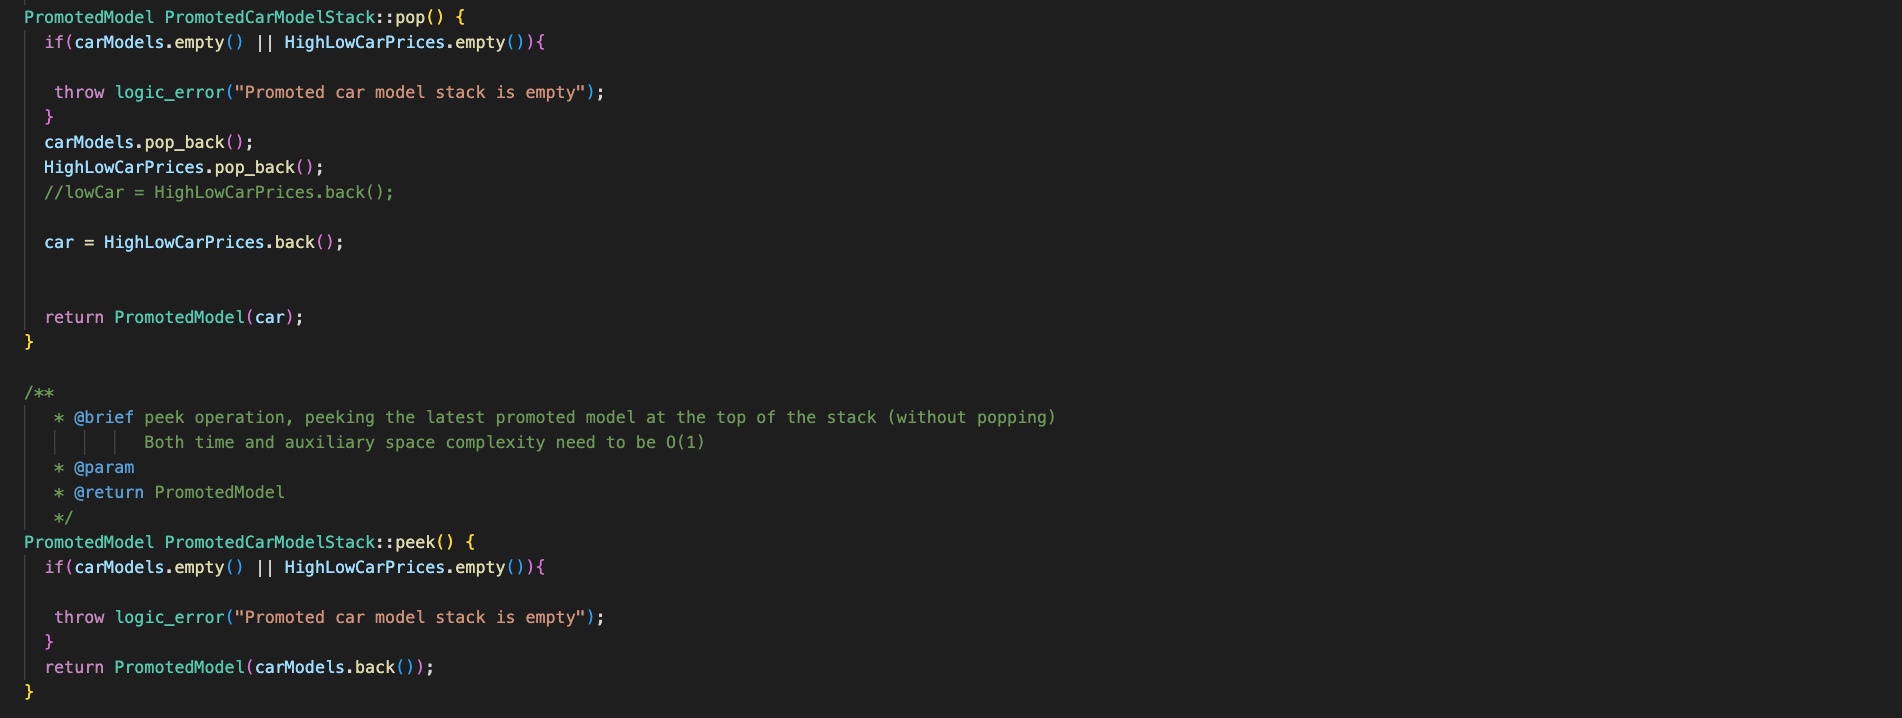 PromotedModel PromotedCarModelStack::pop() {
if(carModels.empty() || HighLowCarPrices.empty()){
throw logic_error("Promoted car model stack is empty");
}
carModels.pop_back();
HighLowCarPrices.pop_back();
//lowCar = HighLowCarPrices.back();
car = HighLowCarPrices.back();
return PromotedModel(car);
}
/**
* @brief peek operation, peeking the latest promoted model at the top of the stack (without popping)
Both time and auxiliary space complexity need to be O(1)
* @param
* @return PromotedModel
*/
PromotedModel PromotedCarModelStack::peek() {
if(carModels.empty() || HighLowCarPrices.empty()){
throw logic_error("Promoted car model stack is empty");
}
return PromotedModel(carModels.back());
}